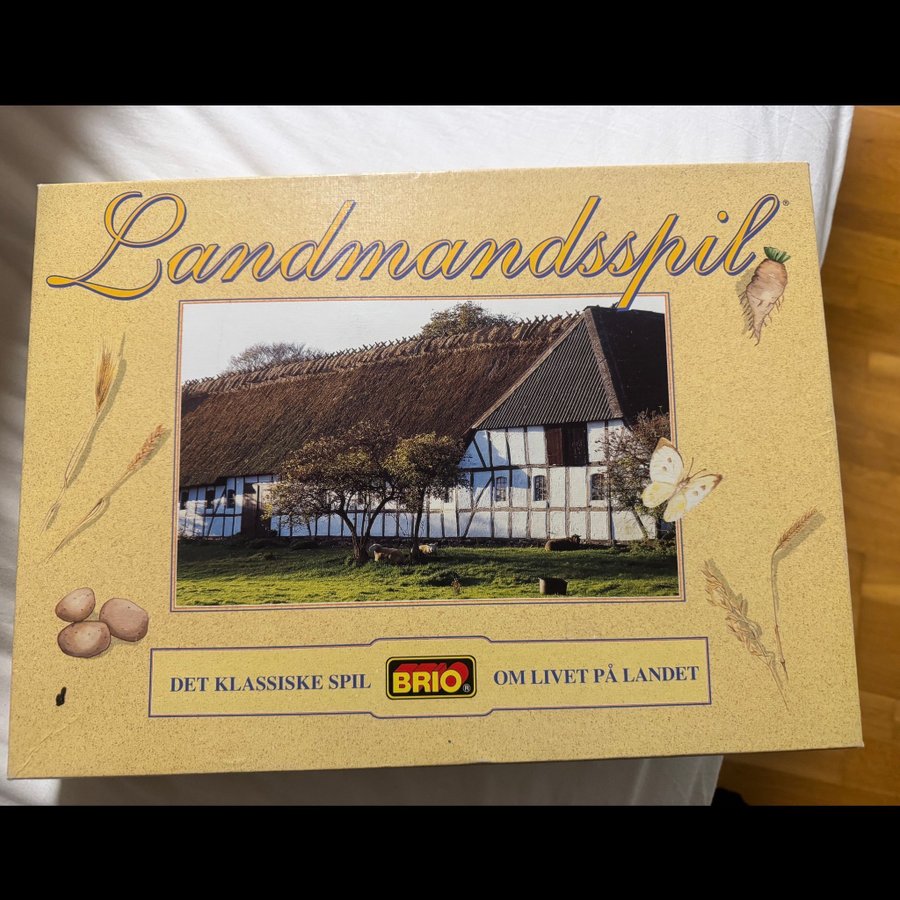 Landmandsspil®
DET KLASSISKE SPIL BRIO® OM LIVET PÅ LANDET